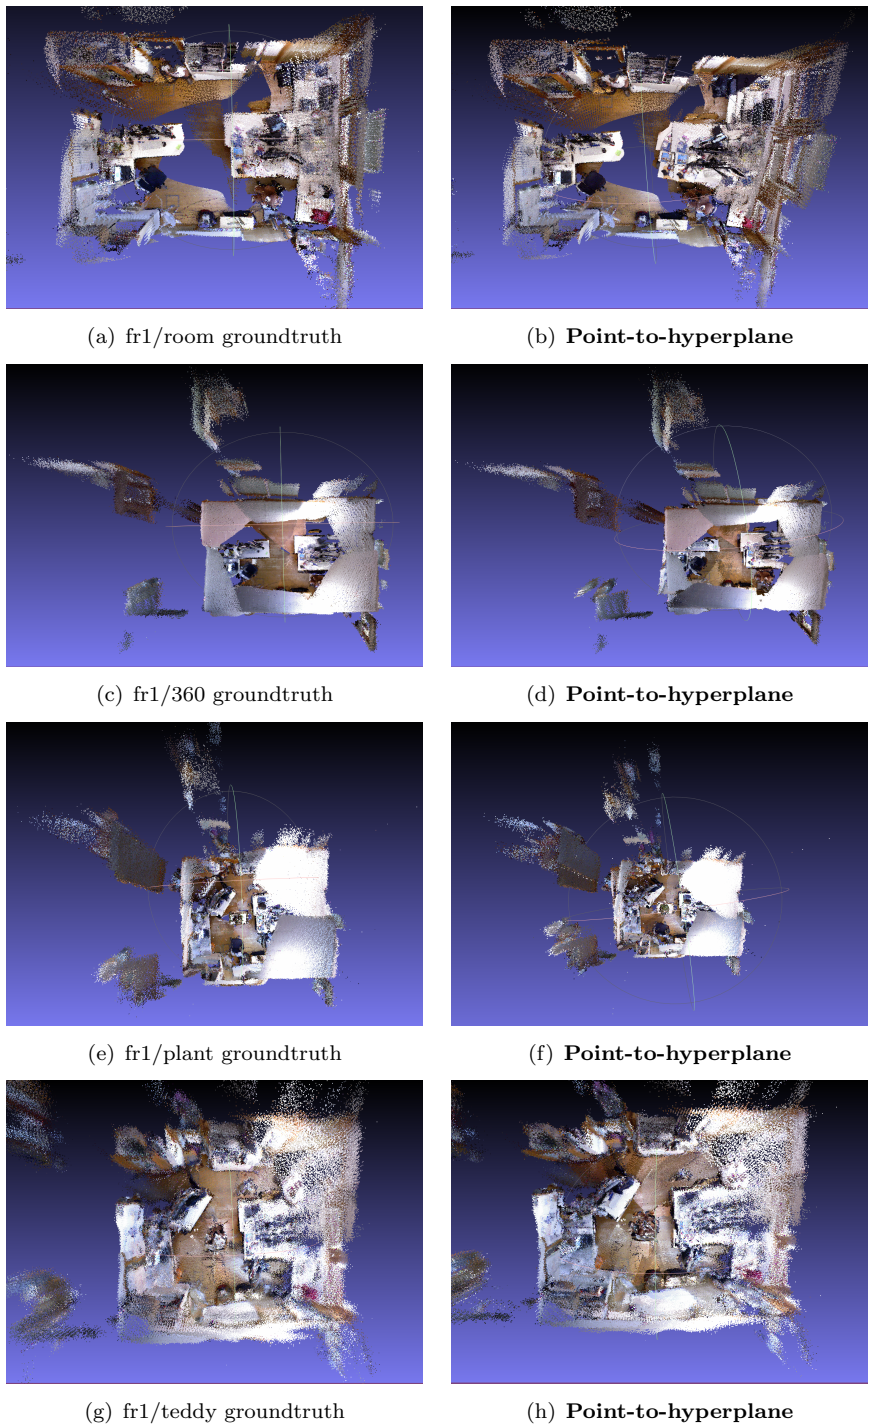 (a) fr1/room groundtruth
(b) Point-to-hyperplane
(c) fr1/360 groundtruth
(d) Point-to-hyperplane
(e) fr1/plant groundtruth
(f) Point-to-hyperplane
(g) fr1/teddy groundtruth
(h) Point-to-hyperplane